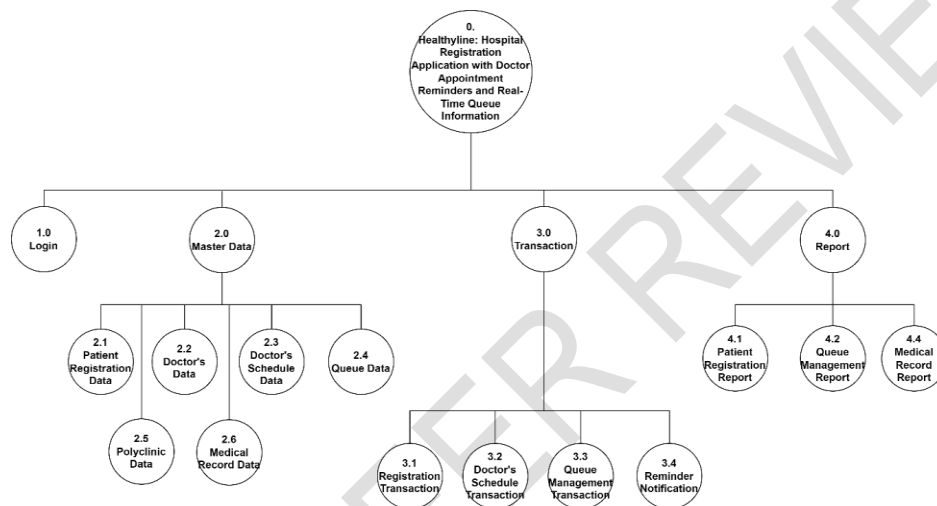 0.
Healthyline: Hospital
Registration
Application with Doctor
Appointment
Reminders and Real-
Time Queue
Information
1.0
Login
2.0
Master Data
3.0
Transaction
4.0
Report
2.1
Patient
Registration
Data
2.2
Doctor's
Data
2.3
Doctor's
Schedule
Data
2.4
Queue Data
4.1
Patient
Registration
Report
4.2
Queue
Management
Report
4.4
Medical
Record
Report
2.5
Polyclinic
Data
2.6
Medical
Record Data
3.1
Registration
Transaction
3.2
Doctor's
Schedule
Transaction
3.3
Queue
Management
Transaction
3.4
Reminder
Notification
ER REVIE